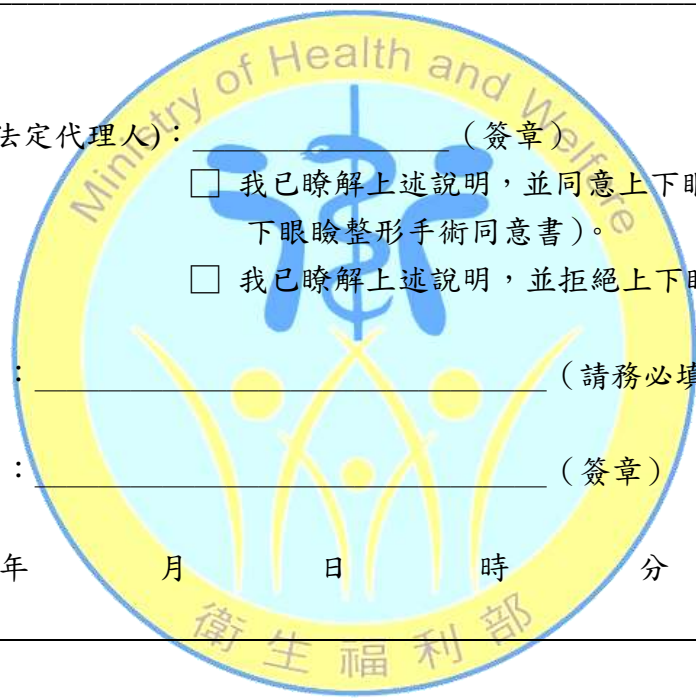 Ministry of Health and Welfare
法定代理人)：＿＿＿＿＿＿＿＿（簽章）
□ 我已瞭解上述說明，並同意上下眼
下眼瞼整形手術同意書)。
□ 我已瞭解上述說明，並拒絕上下眼
：＿＿＿＿＿＿＿＿＿＿＿＿＿＿＿＿（請務必填
：＿＿＿＿＿＿＿＿＿＿＿＿＿＿＿＿（簽章）
年 月 日 時 分
衛生福利部